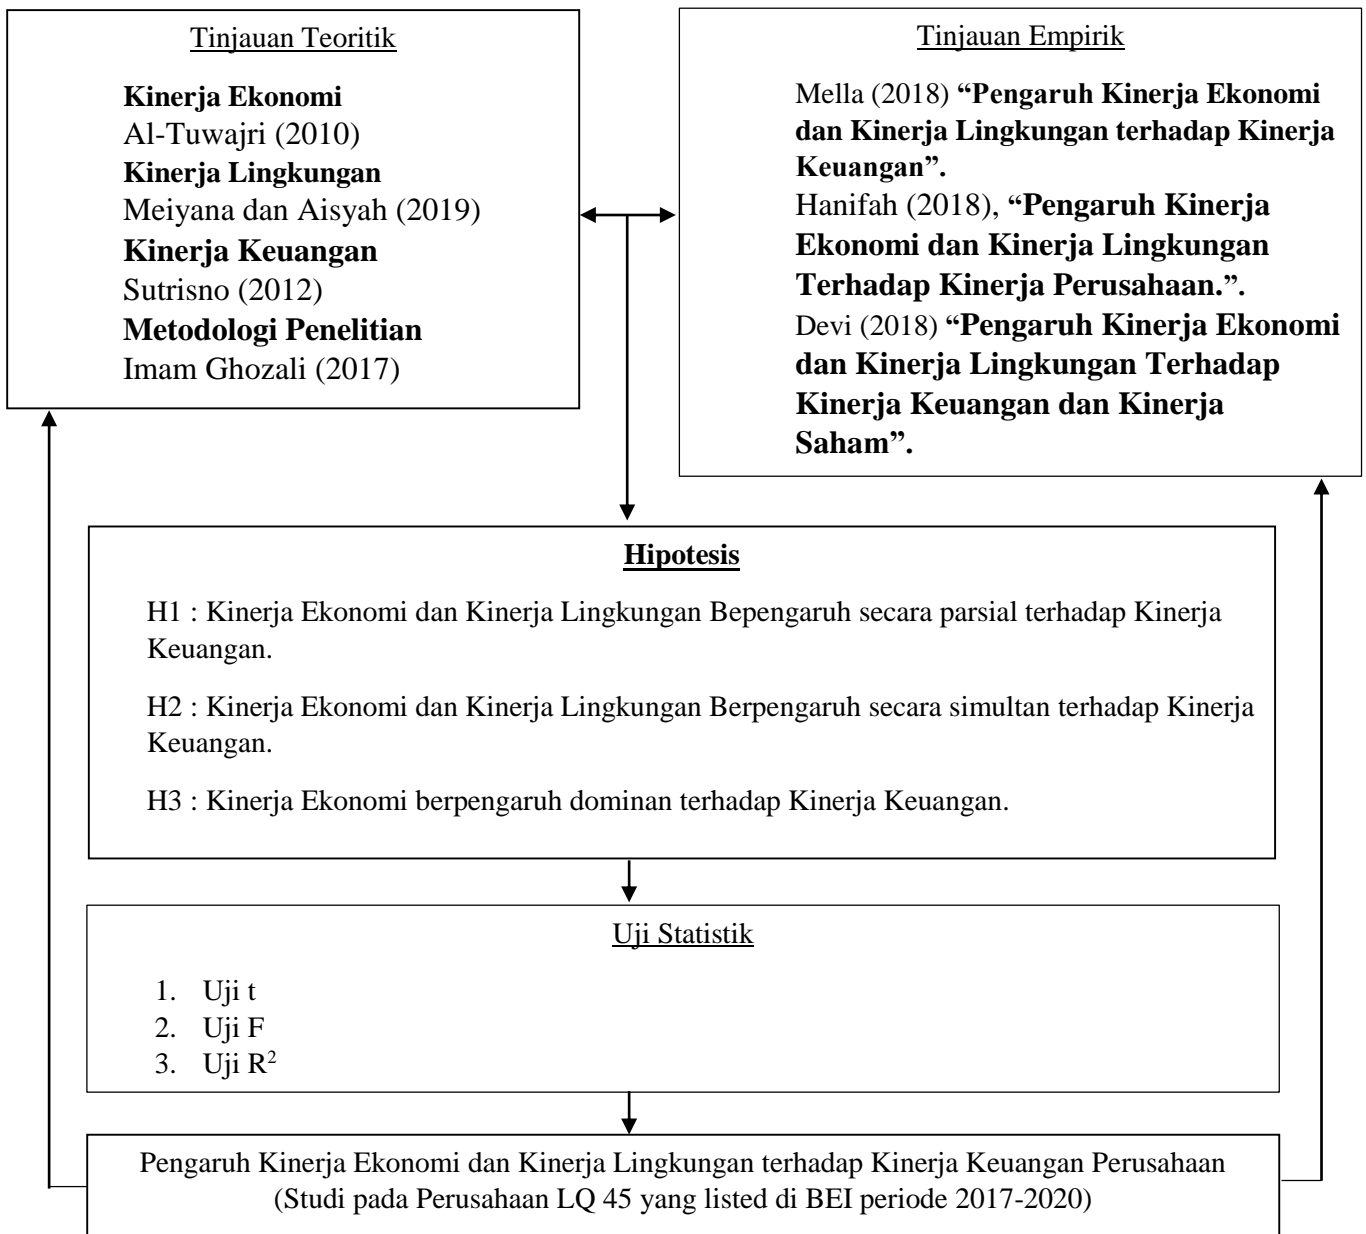 Tinjauan Teoritik
Kinerja Ekonomi
Al-Tuwajri (2010)
Kinerja Lingkungan
Meiyana dan Aisyah (2019)
Kinerja Keuangan
Sutrisno (2012)
Metodologi Penelitian
Imam Ghozali (2017)
Tinjauan Empirik
Mella (2018) “Pengaruh Kinerja Ekonomi
dan Kinerja Lingkungan terhadap Kinerja
Keuangan”.
Hanifah (2018), “Pengaruh Kinerja
Ekonomi dan Kinerja Lingkungan
Terhadap Kinerja Perusahaan.”.
Devi (2018) “Pengaruh Kinerja Ekonomi
dan Kinerja Lingkungan Terhadap
Kinerja Keuangan dan Kinerja
Saham”.
Hipotesis
H1 : Kinerja Ekonomi dan Kinerja Lingkungan Bepengaruh secara parsial terhadap Kinerja
Keuangan.
H2 : Kinerja Ekonomi dan Kinerja Lingkungan Berpengaruh secara simultan terhadap Kinerja
Keuangan.
H3 : Kinerja Ekonomi berpengaruh dominan terhadap Kinerja Keuangan.
Uji Statistik
1. Uji t
2. Uji F
3. Uji R²
Pengaruh Kinerja Ekonomi dan Kinerja Lingkungan terhadap Kinerja Keuangan Perusahaan
(Studi pada Perusahaan LQ 45 yang listed di BEI periode 2017-2020)